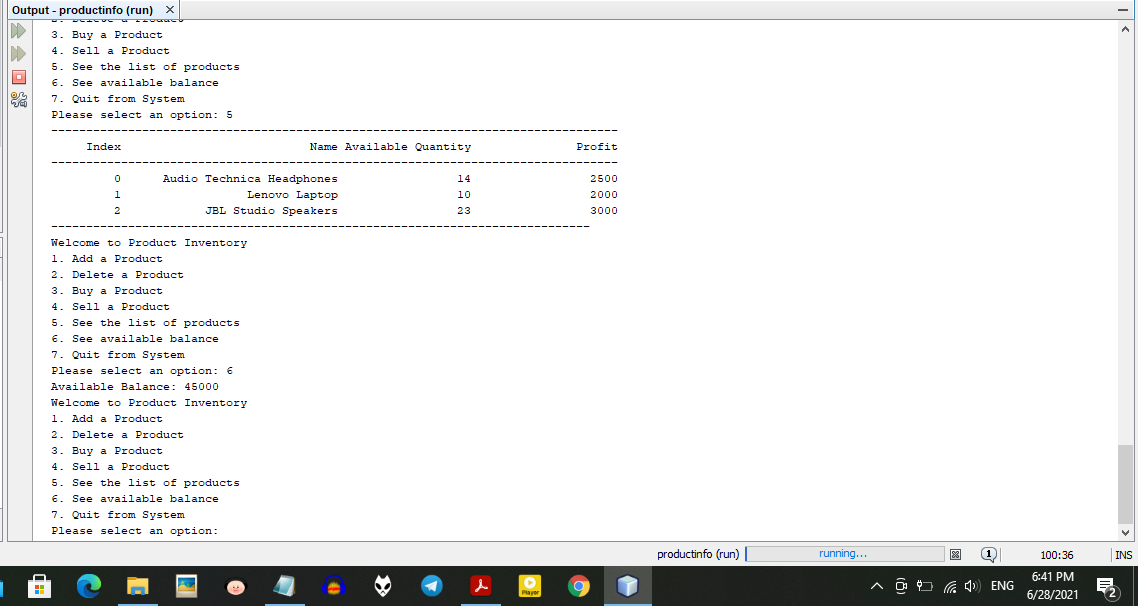 Output - productinfo (run)
2. Delete a Product
3. Buy a Product
4. Sell a Product
5. See the list of products
6. See available balance
7. Quit from System
Please select an option: 5
---------------------------------------------------------------------------------
Index Name Available Quantity Profit
---------------------------------------------------------------------------------
0 Audio Technica Headphones 14 2500
1 Lenovo Laptop 10 2000
2 JBL Studio Speakers 23 3000
-----------------------------------------------------------------------------
Welcome to Product Inventory
1. Add a Product
2. Delete a Product
3. Buy a Product
4. Sell a Product
5. See the list of products
6. See available balance
7. Quit from System
Please select an option: 6
Available Balance: 45000
Welcome to Product Inventory
1. Add a Product
2. Delete a Product
3. Buy a Product
4. Sell a Product
5. See the list of products
6. See available balance
7. Quit from System
Please select an option:
productinfo (run) running... 1 100:36 INS
Player
ENG
6:41 PM
6/28/2021
2